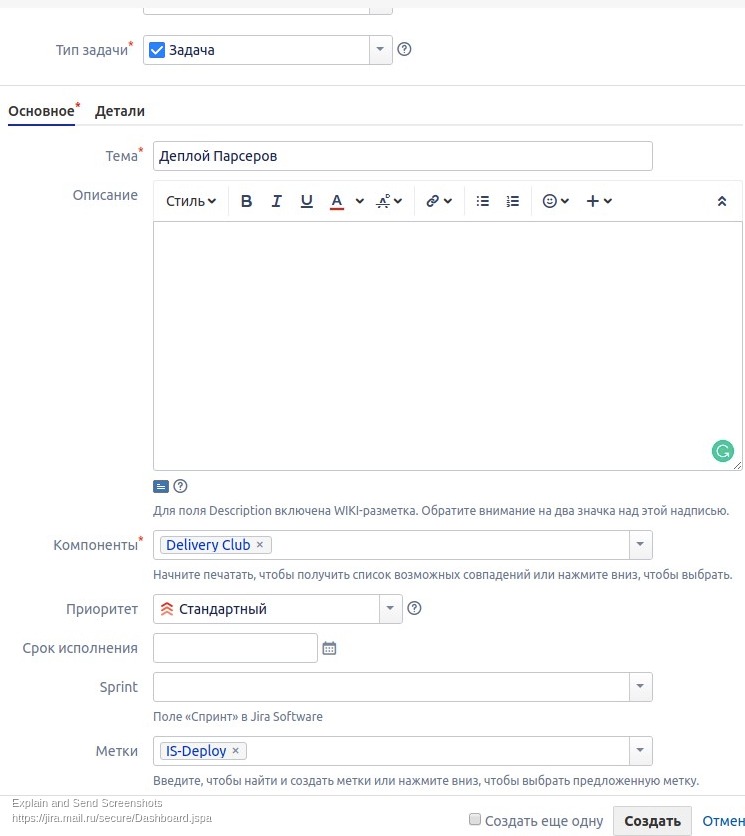 Тип задачи*
Задача
Основное* Детали
Тема*
Деплой Парсеров
Описание
Стиль B I U A
Для поля Description включена WIKI-разметка. Обратите внимание на два значка над этой надписью.
Компоненты*
Delivery Club ×
Начните печатать, чтобы получить список возможных совпадений или нажмите вниз, чтобы выбрать.
Приоритет
Стандартный
Срок исполнения
Sprint
Поле «Спринт» в Jira Software
Метки
IS-Deploy ×
Введите, чтобы найти и создать метки или нажмите вниз, чтобы выбрать предложенную метку.
Explain and Send Screenshots
https://jira.mail.ru/secure/Dashboard.jspa
Создать еще одну Создать Отмен